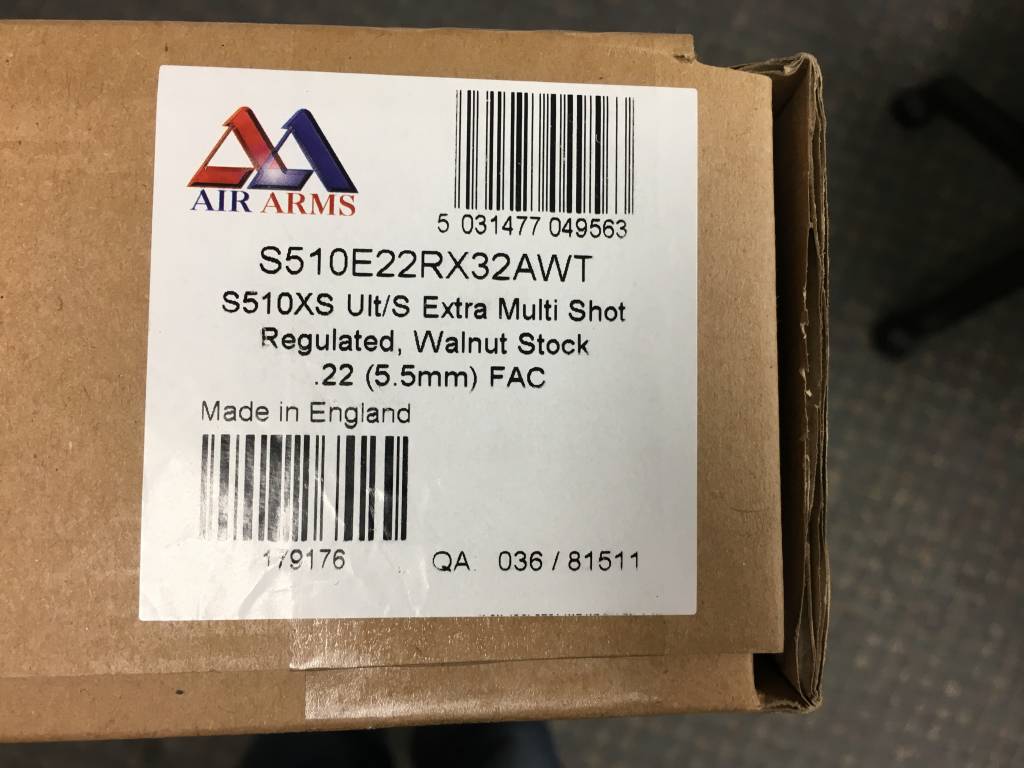 AIR ARMS
5 031477 049563
S510E22RX32AWT
S510XS Ult/S Extra Multi Shot
Regulated, Walnut Stock
.22 (5.5mm) FAC
Made in England
179176
QA 036 / 81511